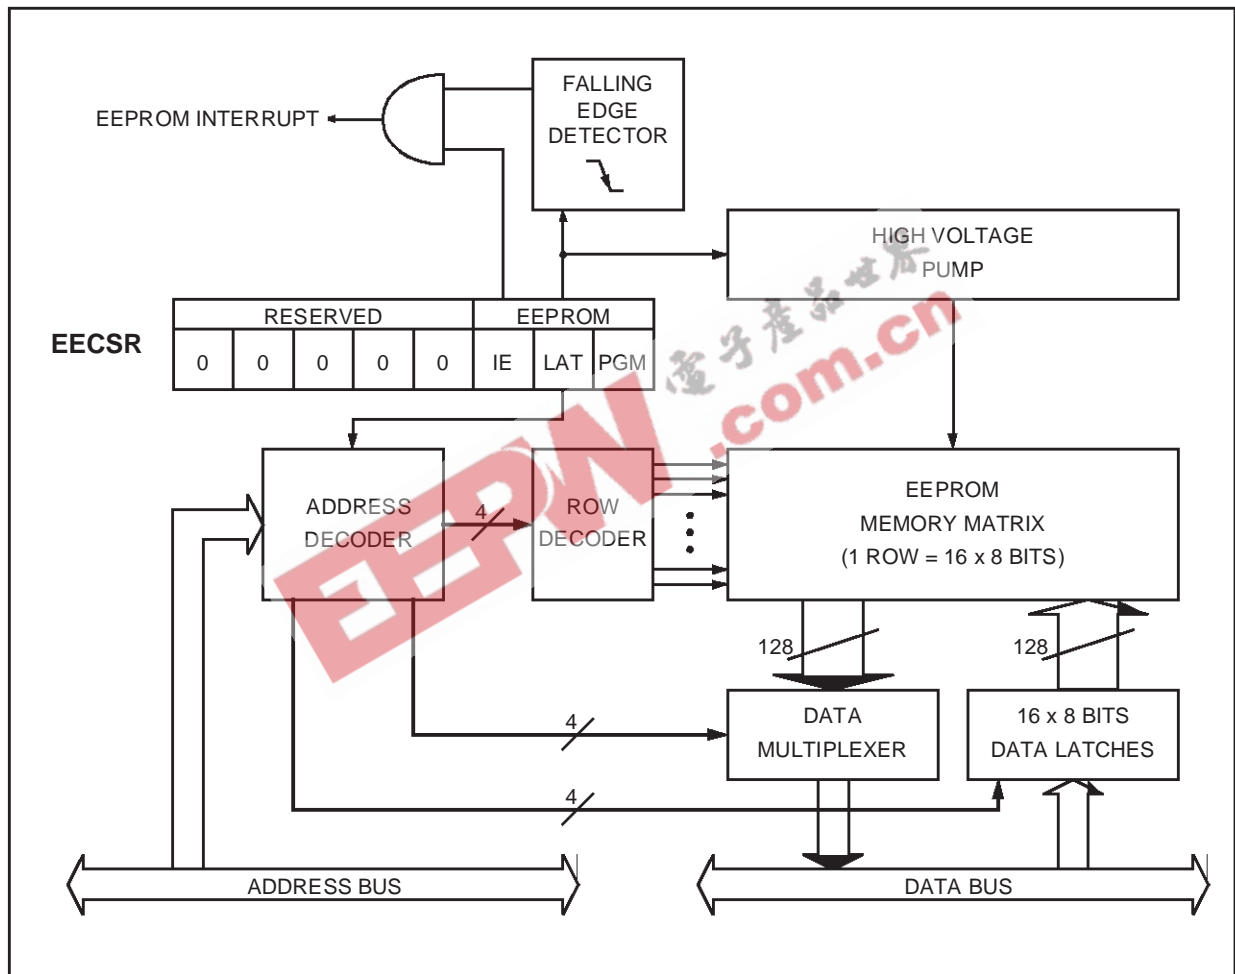 FALLING
EDGE
DETECTOR
EEPROM INTERRUPT
HIGH VOLTAGE
PUMP
RESERVED
EEPROM
EECSR
0
0
0
0
0
IE
LAT
PGM
ADDRESS
DECODER
4
ROW
DECODER
EEPROM
MEMORY MATRIX
(1 ROW = 16 x 8 BITS)
128
128
4
DATA
MULTIPLEXER
16 x 8 BITS
DATA LATCHES
4
ADDRESS BUS
DATA BUS
EEPW
電子產品世界
.com.cn